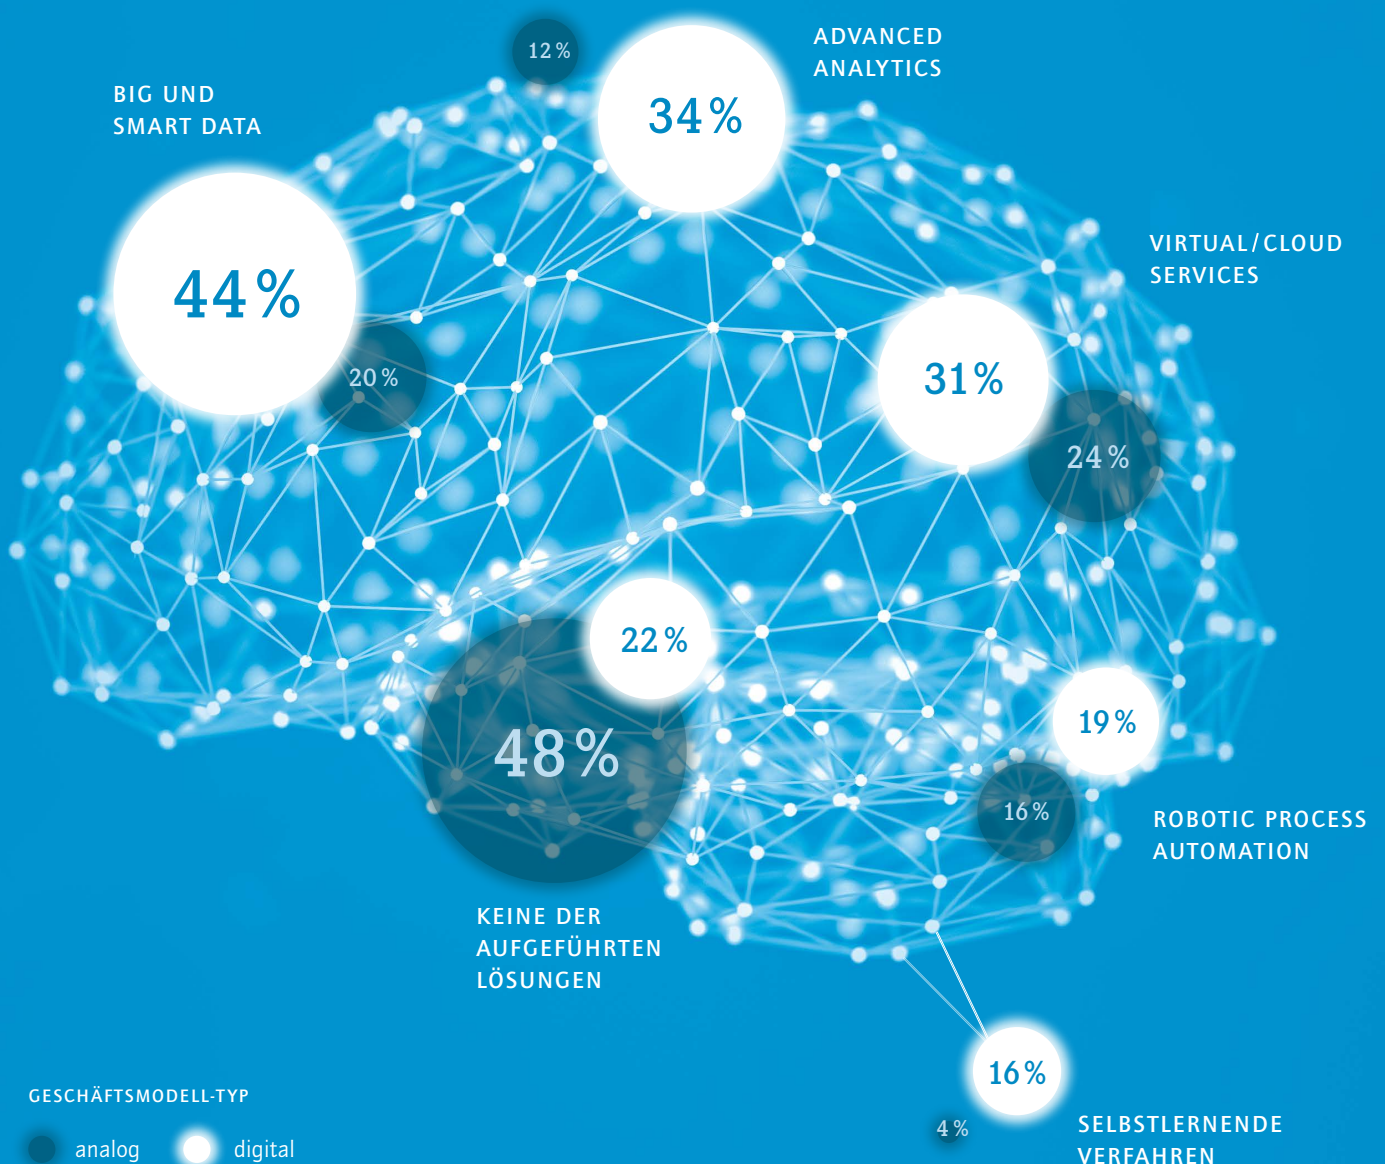 12 %
ADVANCED
ANALYTICS
34 %
BIG UND
SMART DATA
44 %
20 %
VIRTUAL/CLOUD
SERVICES
31 %
24 %
22 %
48 %
KEINE DER
AUFGEFÜHRTEN
LÖSUNGEN
19 %
16 %
ROBOTIC PROCESS
AUTOMATION
16 %
4 %
SELBSTLERNENDE
VERFAHREN
GESCHÄFTSMODELL-TYP
analog digital